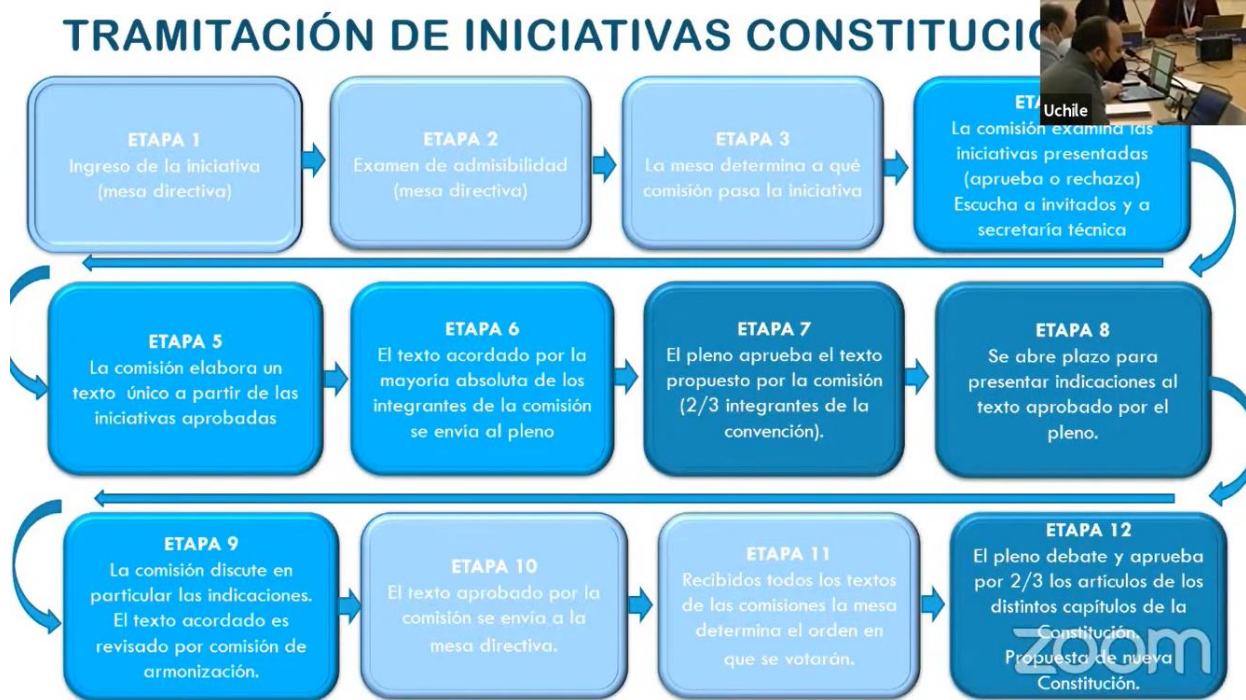 TRAMITACIÓN DE INICIATIVAS
Uchile
ETAPA 1
Ingreso de la iniciativa
(mesa directiva)
ETAPA 2
Examen de admisibilidad
(mesa directiva)
ETAPA 3
La mesa determina a qué
comisión pasa la iniciativa
La comisión examina las
iniciativas presentadas
(aprueba o rechaza)
Escucha a invitados y a
secretaría técnica
ETAPA 5
La comisión elabora un
texto único a partir de las
iniciativas aprobadas
ETAPA 6
El texto acordado por la
mayoría absoluta de los
integrantes de la comisión
se envía al pleno
ETAPA 7
El pleno aprueba el texto
propuesto por la comisión
(2/3 integrantes de la
convención).
ETAPA 8
Se abre plazo para
presentar indicaciones al
texto aprobado por el
pleno.
ETAPA 9
La comisión discute en
particular las indicaciones.
El texto acordado es
revisado por comisión de
armonización.
ETAPA 10
El texto aprobado por la
comisión se envía a la
mesa directiva.
ETAPA 11
Recibidos todos los textos
de las comisiones la mesa
determina el orden en
que se votarán.
ETAPA 12
El pleno debate y aprueba
por 2/3 los artículos de los
distintos capítulos de la
Constitución.
Propuesta de nueva
Constitución.
zoom